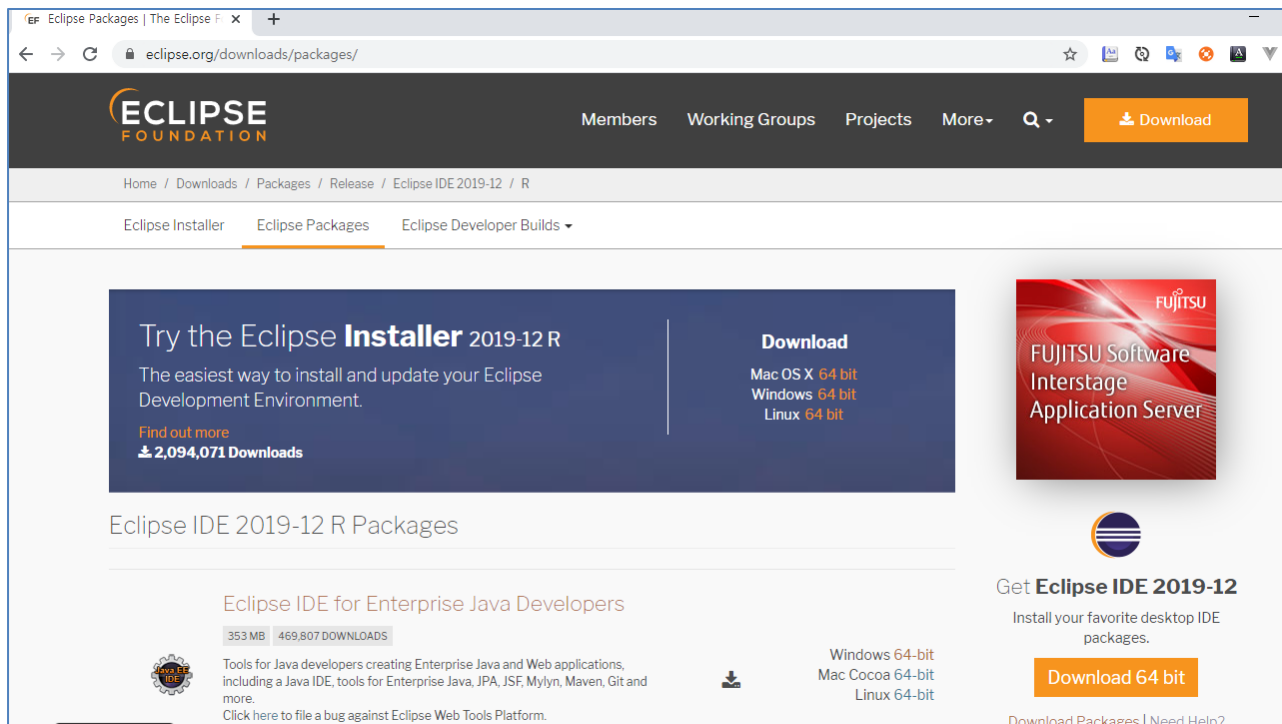 EF Eclipse Packages | The Eclipse F
eclipse.org/downloads/packages/
ECLIPSE
FOUNDATION
Members Working Groups Projects More Download
Home / Downloads / Packages / Release / Eclipse IDE 2019-12 / R
Eclipse Installer Eclipse Packages Eclipse Developer Builds
Try the Eclipse Installer 2019-12 R
The easiest way to install and update your Eclipse
Development Environment.
Find out more
2,094,071 Downloads
Download
Mac OS X 64 bit
Windows 64 bit
Linux 64 bit
FUJITSU
FUJITSU Software
Interstage
Application Server
Eclipse IDE 2019-12 R Packages
Eclipse IDE for Enterprise Java Developers
353 MB 469,807 DOWNLOADS
Java EE
IDE
Tools for Java developers creating Enterprise Java and Web applications,
including a Java IDE, tools for Enterprise Java, JPA, JSF, Mylyn, Maven, Git and
more.
Click here to file a bug against Eclipse Web Tools Platform.
Windows 64-bit
Mac Cocoa 64-bit
Linux 64-bit
Get Eclipse IDE 2019-12
Install your favorite desktop IDE
packages.
Download 64 bit
Download Packages | Need Help?